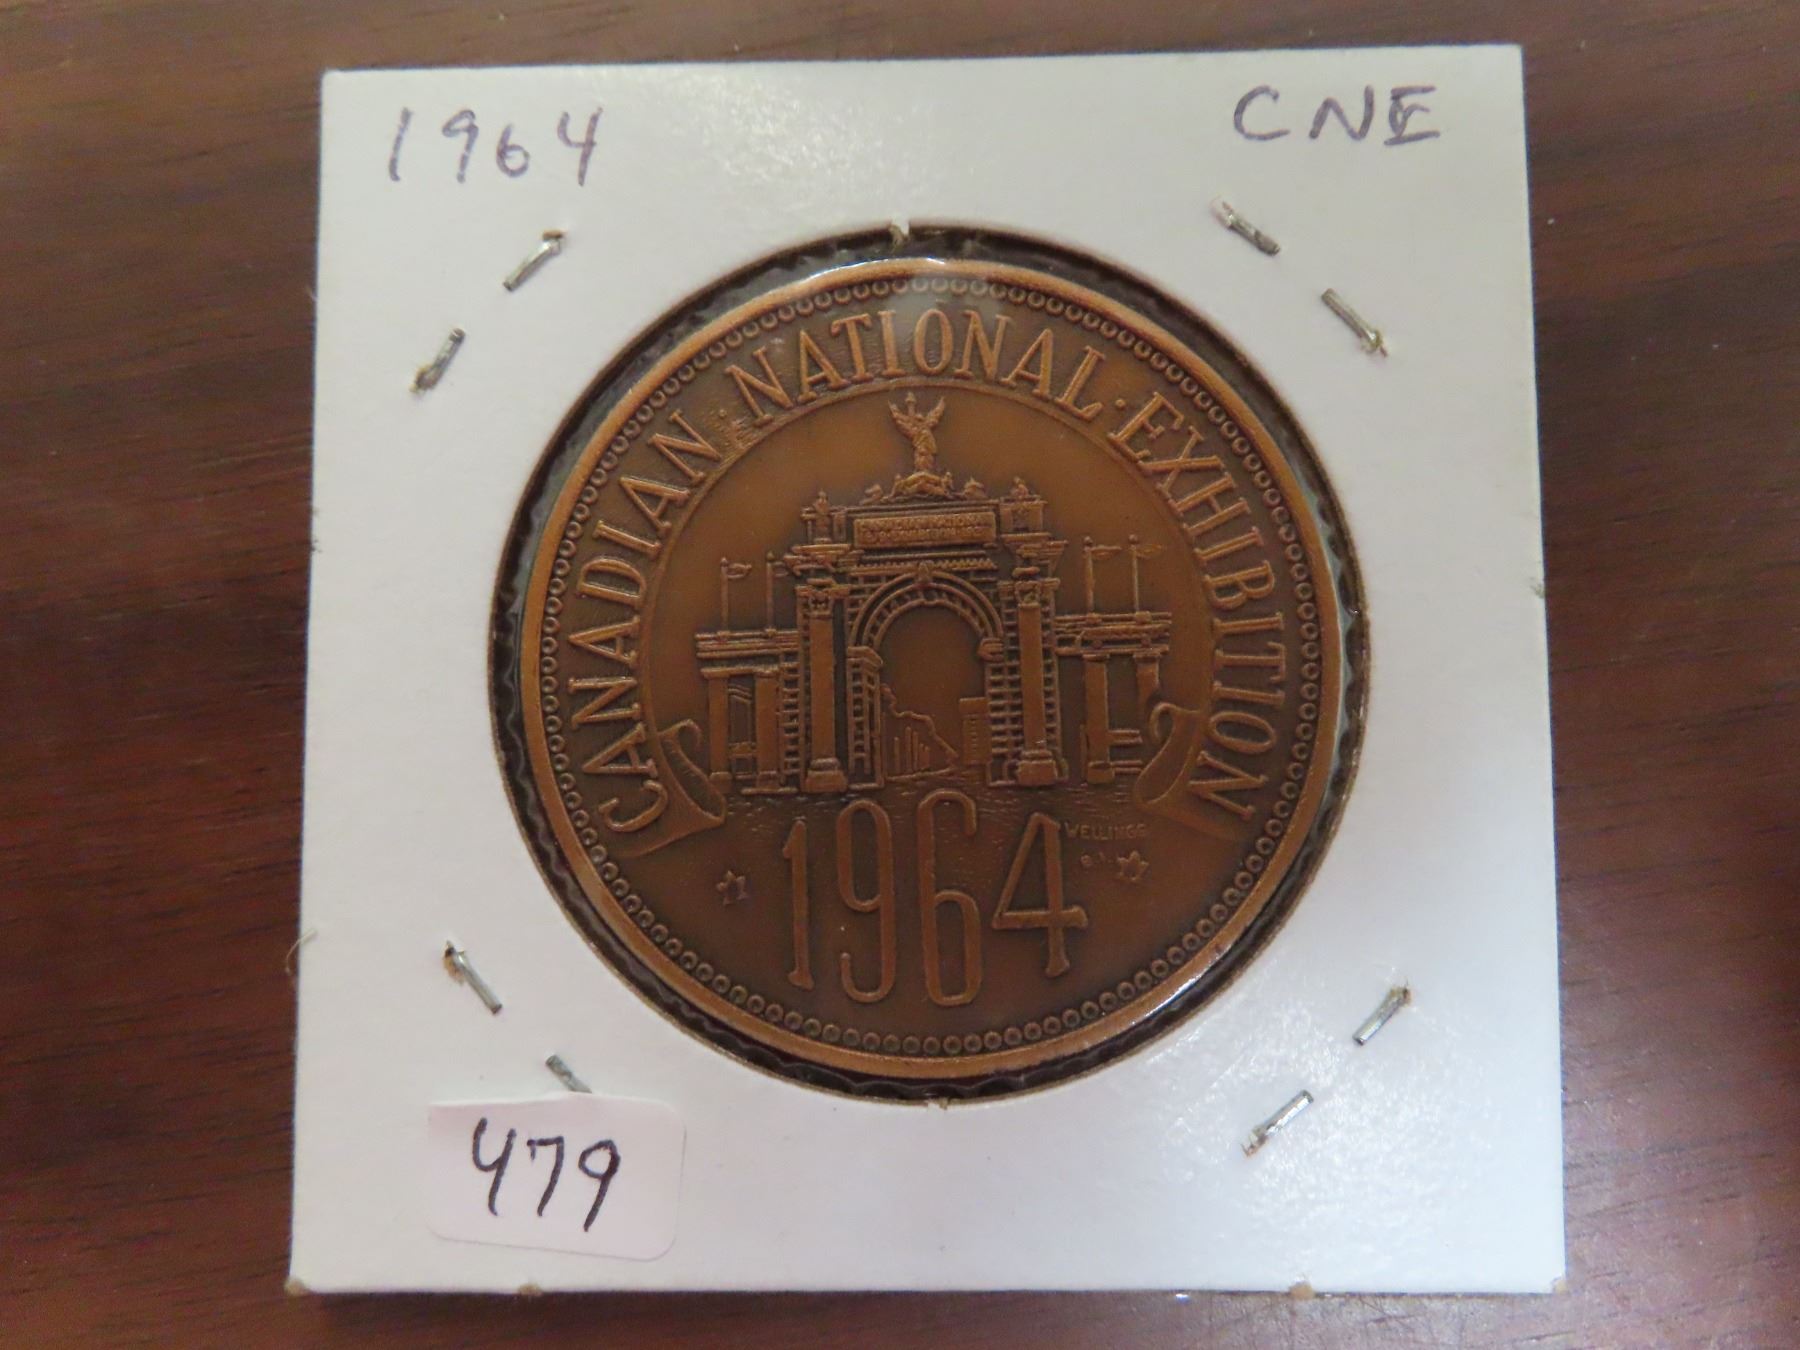 1964 CNE
CANADIAN · NATIONAL · EXHIBITION
1964
WELLINGS
479